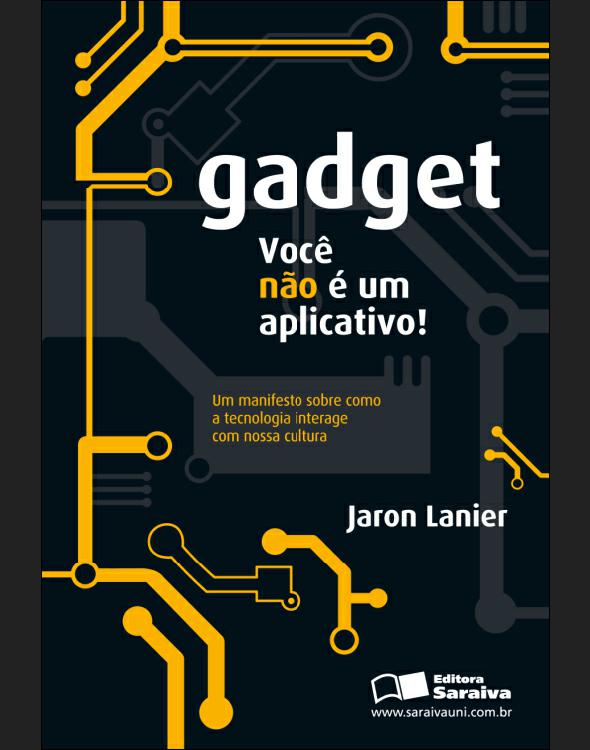 gadget
Você
não é um
aplicativo!
Um manifesto sobre como
a tecnologia interage
com nossa cultura
Jaron Lanier
Editora
Saraiva
www.saraivauni.com.br